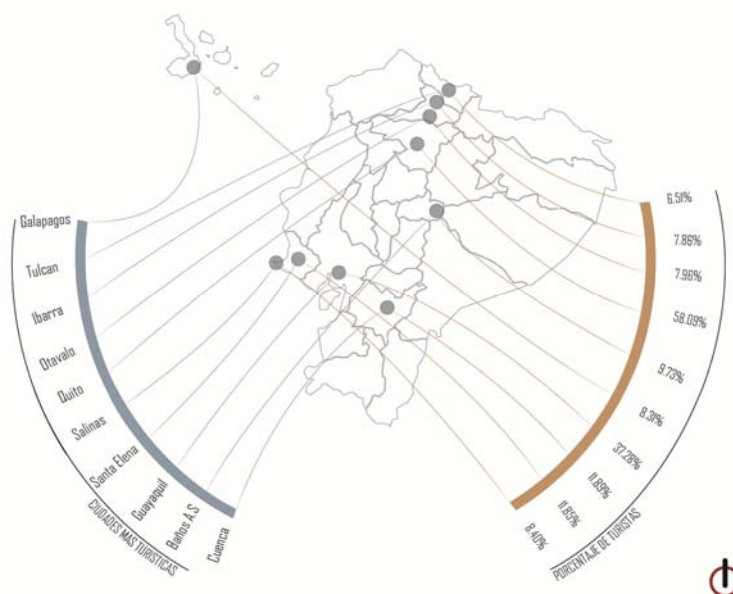 Galapagos
Tulcan
Ibarra
Otavalo
Quito
Salinas
Santa Elena
Guayaquil
Baños A.S
Cuenca
CIUDADES MAS TURISTICAS
6.51%
7.86%
7.96%
58.09%
9.73%
8.31%
37.28%
11.89%
11.85%
8.40%
PORCENTAJE DE TURISTAS